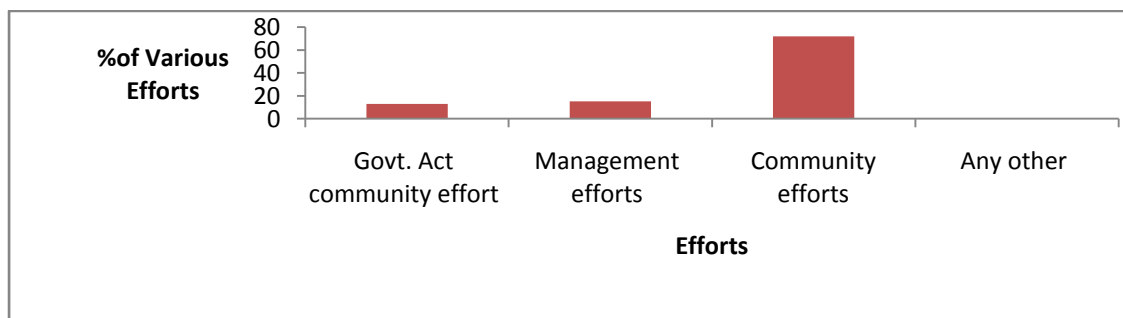 %of Various
Efforts
80
60
40
20
0
Govt. Act
community effort
Management
efforts
Community
efforts
Any other
Efforts